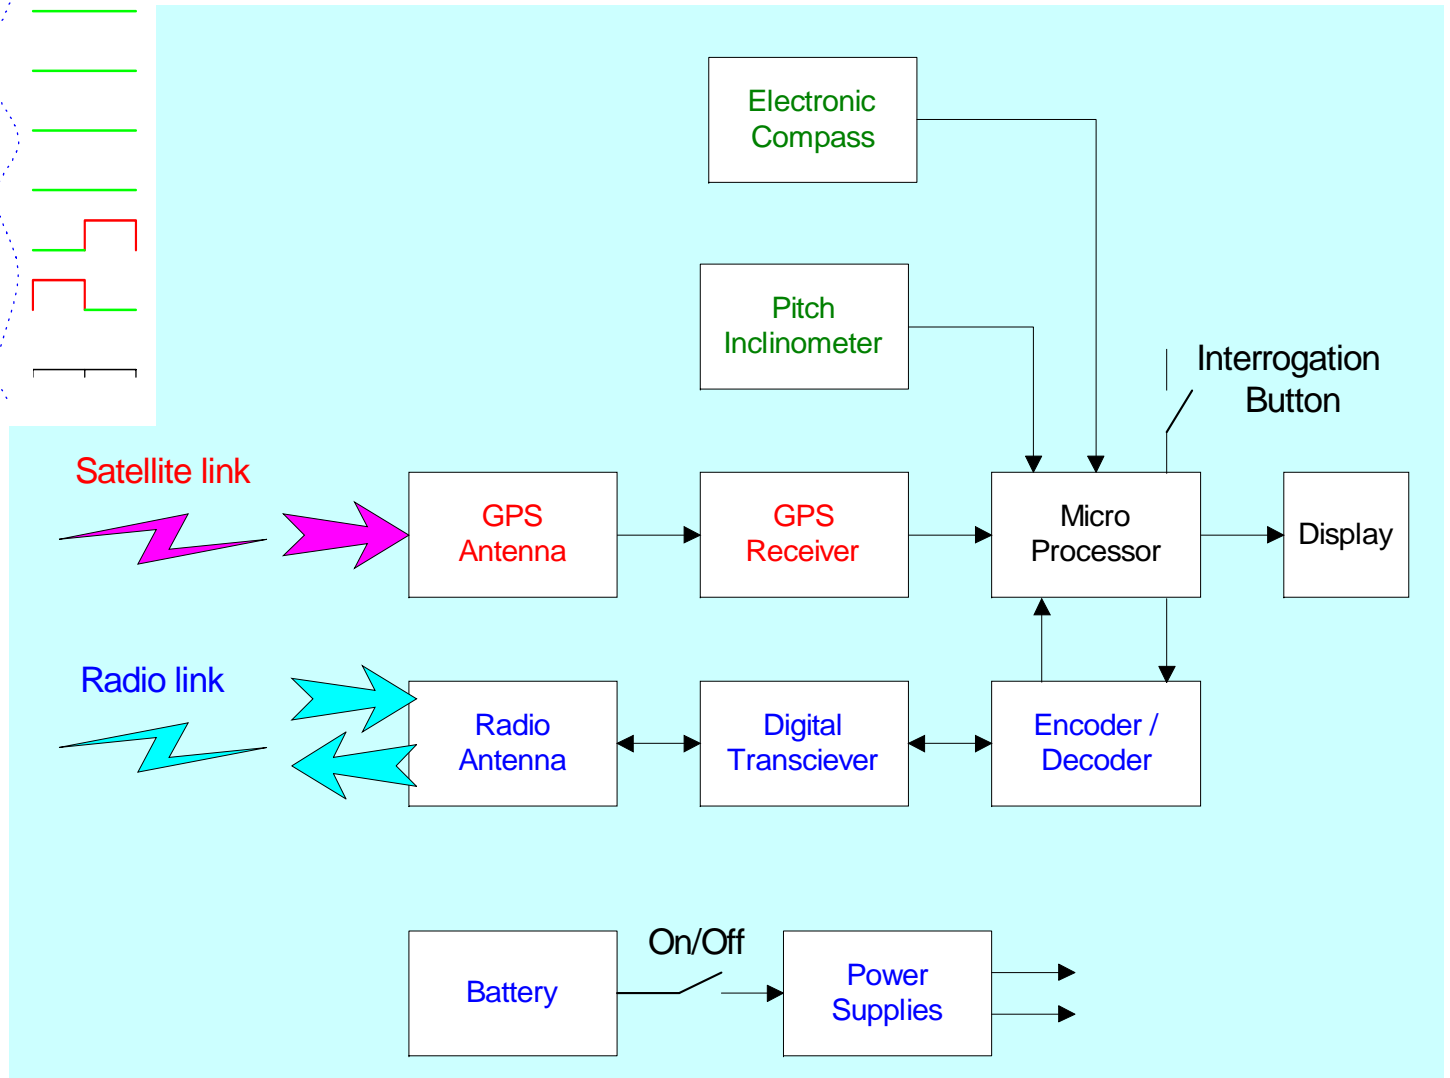 Electronic
Compass
Pitch
Inclinometer
Interrogation
Button
Satellite link
GPS
Antenna
GPS
Receiver
Micro
Processor
Display
Radio link
Radio
Antenna
Digital
Transciever
Encoder /
Decoder
On/Off
Battery
Power
Supplies